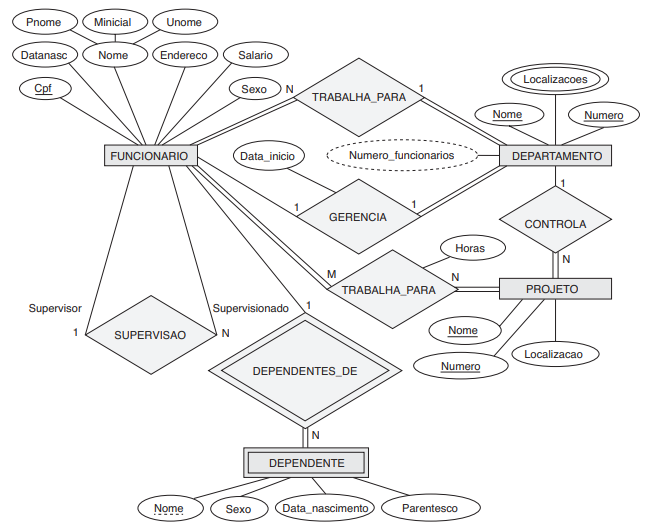 Pnome Minicial Unome
Datanasc Nome Endereco Salario
Localizacoes
Cpf Sexo N TRABALHA_PARA 1
Nome Numero
FUNCIONARIO Data_inicio Numero_funcionarios DEPARTAMENTO
1 GERENCIA 1
1
CONTROLA
N
Horas
M TRABALHA_PARA N PROJETO
Supervisor Supervisionado 1
1 SUPERVISAO N
Nome
Numero Localizacao
DEPENDENTES_DE
N
DEPENDENTE
Nome Sexo Data_nascimento Parentesco